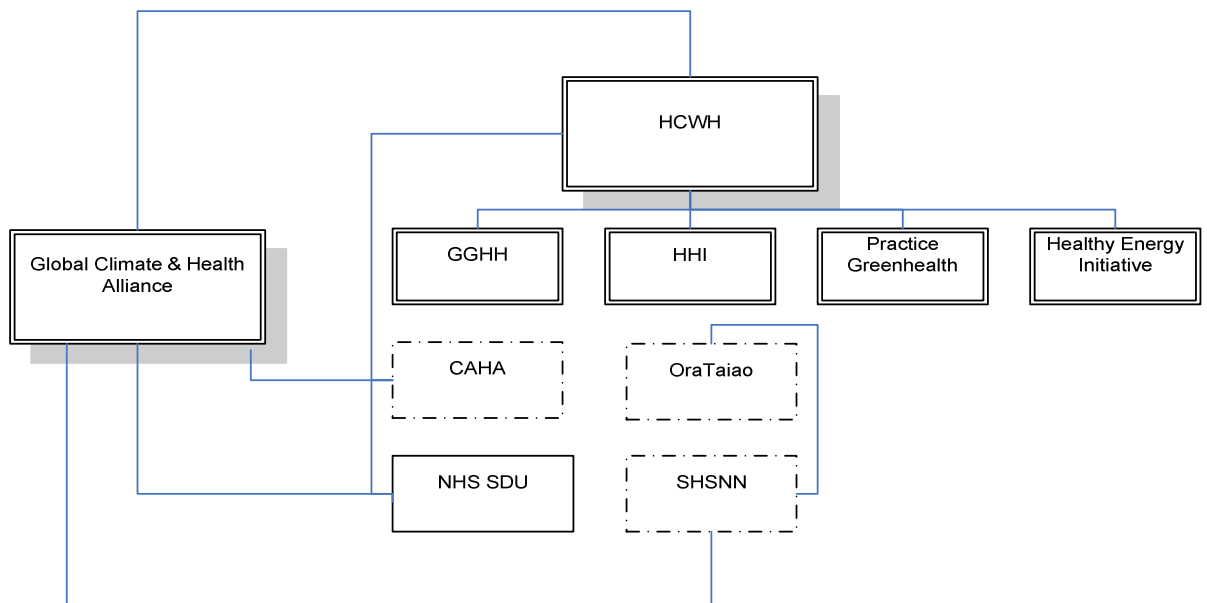 HCWH
Global Climate & Health
Alliance
GGHH
HHI
Practice
Greenhealth
Healthy Energy
Initiative
CAHA
OraTaiao
NHS SDU
SHSNN